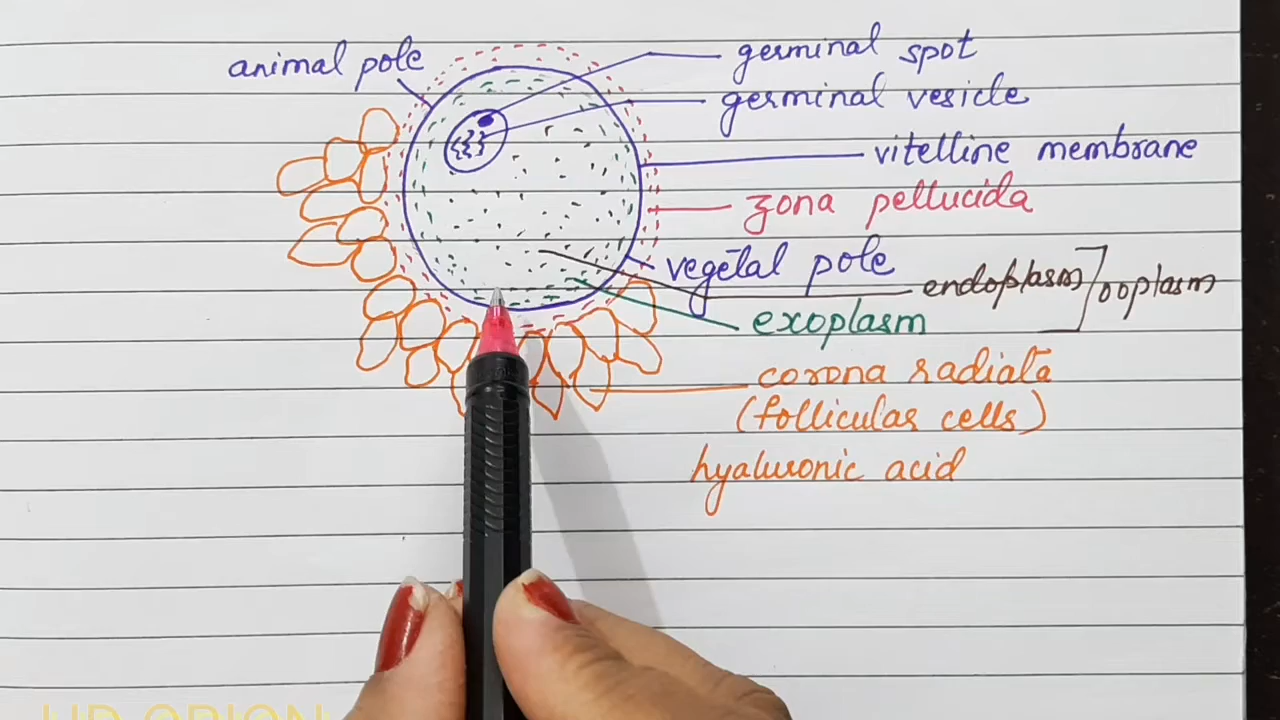 animal pole
germinal spot
germinal vesicle
vitelline membrane
zona pellucida
vegetal pole
endoplasm
ooplasm
exoplasm
corona radiata
(follicular cells)
hyaluronic acid